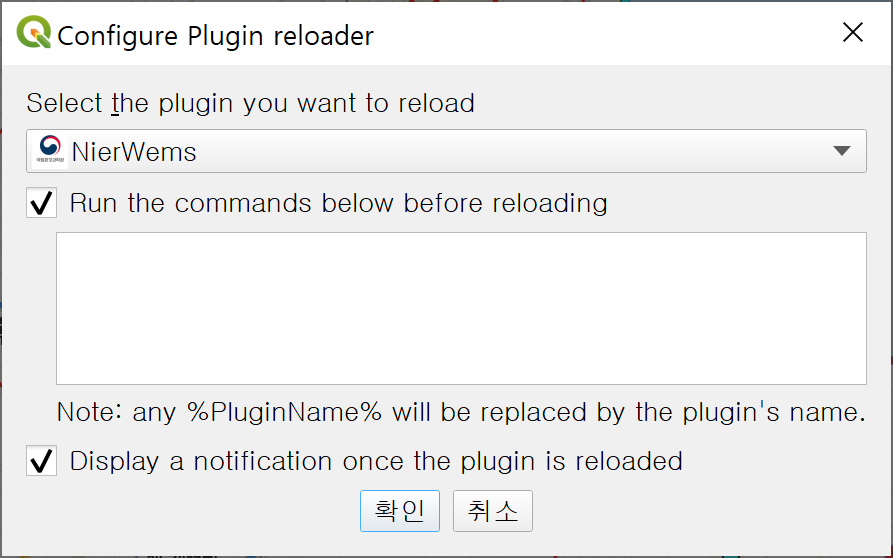 Configure Plugin reloader
Select the plugin you want to reload
NierWems
Run the commands below before reloading
Note: any %PluginName% will be replaced by the plugin's name.
Display a notification once the plugin is reloaded
확인 취소